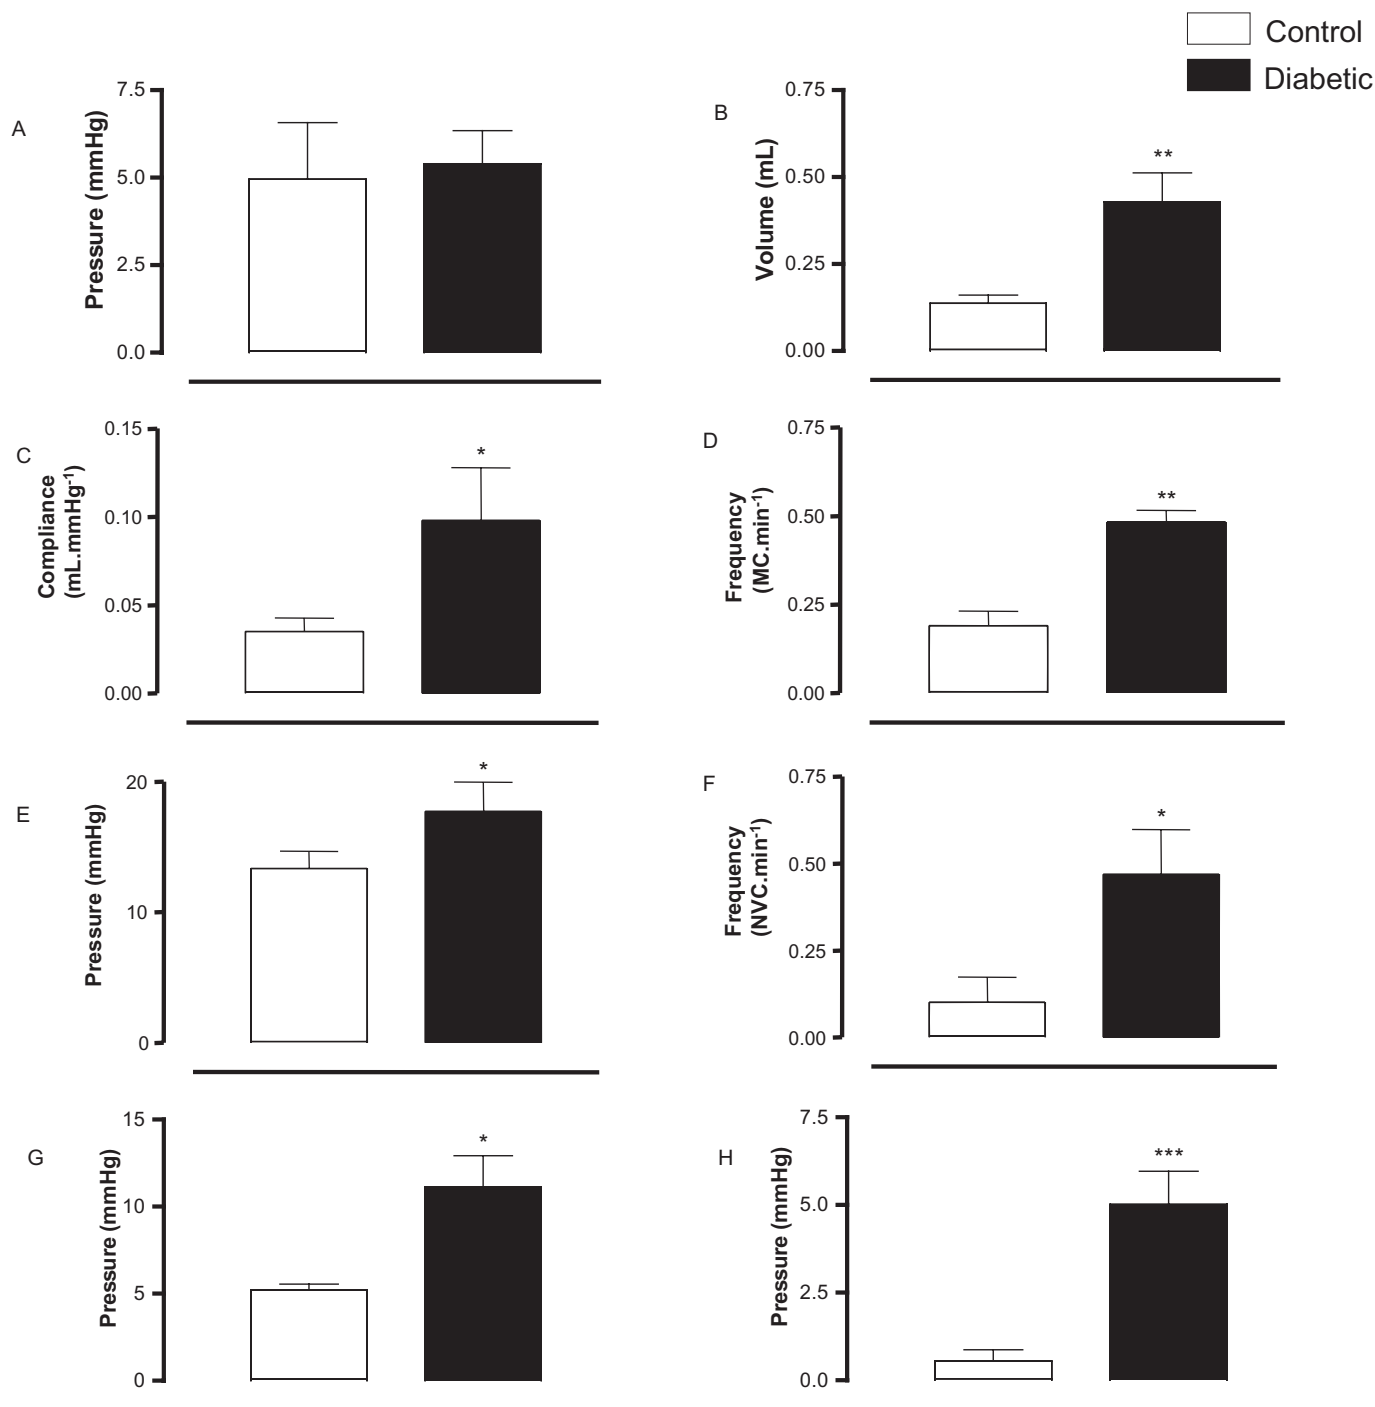 Control
Diabetic
A
Pressure (mmHg)
7.5
5.0
2.5
0.0
B
Volume (mL)
0.75
0.50
0.25
0.00
**
C
Compliance
(mL.mmHg-1)
0.15
0.10
0.05
0.00
*
D
Frequency
(MC.min-1)
0.75
0.50
0.25
0.00
**
E
Pressure (mmHg)
20
10
0
*
F
Frequency
(NVC.min-1)
0.75
0.50
0.25
0.00
*
G
Pressure (mmHg)
15
10
5
0
*
H
Pressure (mmHg)
7.5
5.0
2.5
0.0
***